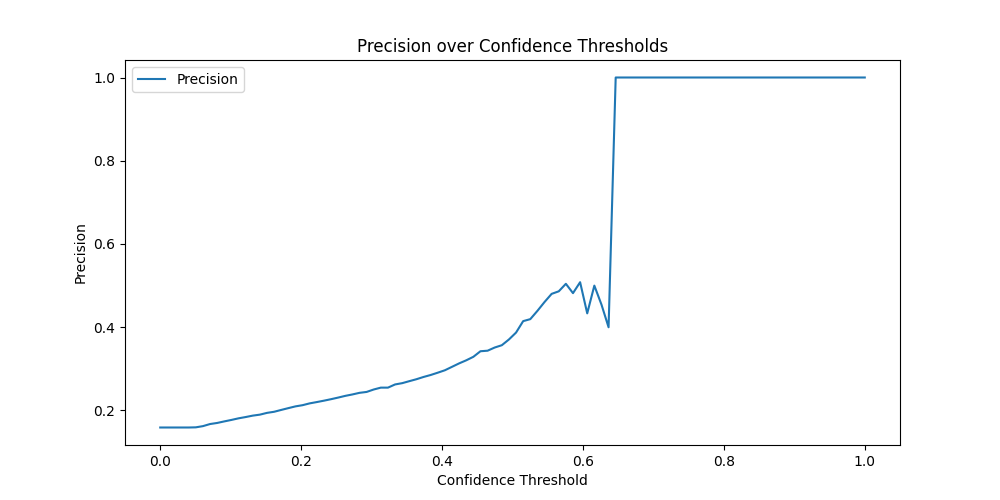 Precision over Confidence Thresholds
Precision
1.0
0.8
0.6
0.4
0.2
Precision
0.0 0.2 0.4 0.6 0.8 1.0
Confidence Threshold